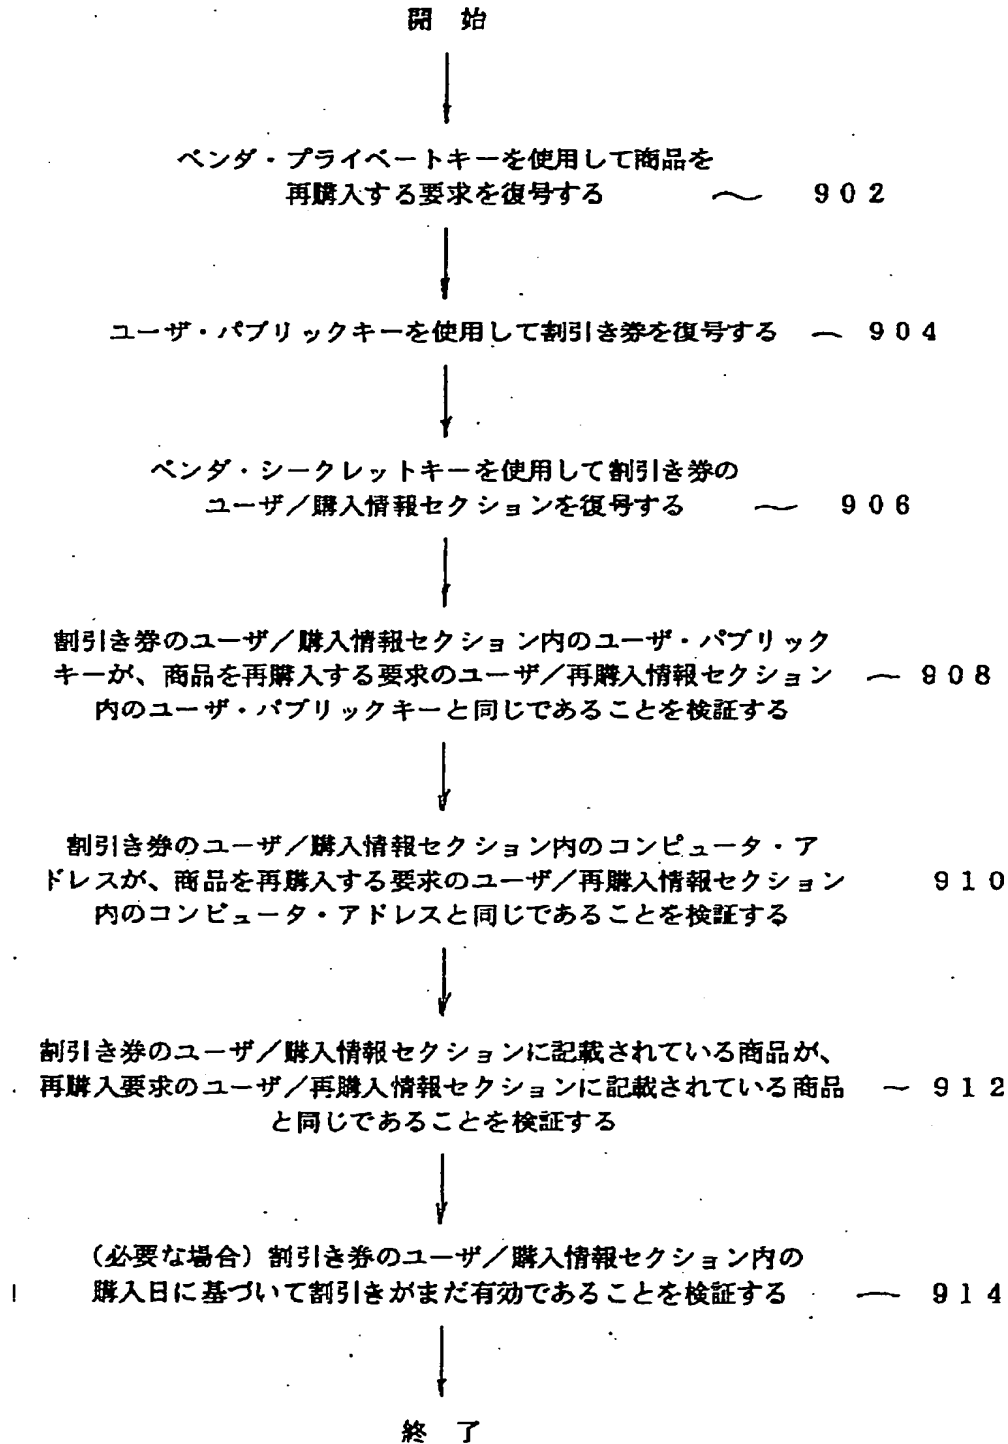 開 始
ベンダ・プライベートキーを使用して商品を
再購入する要求を復号する 〜 902
ユーザ・パブリックキーを使用して割引き券を復号する 〜 904
ベンダ・シークレットキーを使用して割引き券の
ユーザ／購入情報セクションを復号する 〜 906
割引き券のユーザ／購入情報セクション内のユーザ・パブリック
キーが、商品を再購入する要求のユーザ／再購入情報セクション 〜 908
内のユーザ・パブリックキーと同じであることを検証する
割引き券のユーザ／購入情報セクション内のコンピュータ・ア
ドレスが、商品を再購入する要求のユーザ／再購入情報セクション 910
内のコンピュータ・アドレスと同じであることを検証する
割引き券のユーザ／購入情報セクションに記載されている商品が、
再購入要求のユーザ／再購入情報セクションに記載されている商品 〜 912
と同じであることを検証する
（必要な場合）割引き券のユーザ／購入情報セクション内の
購入日に基づいて割引きがまだ有効であることを検証する 〜 914
終 了